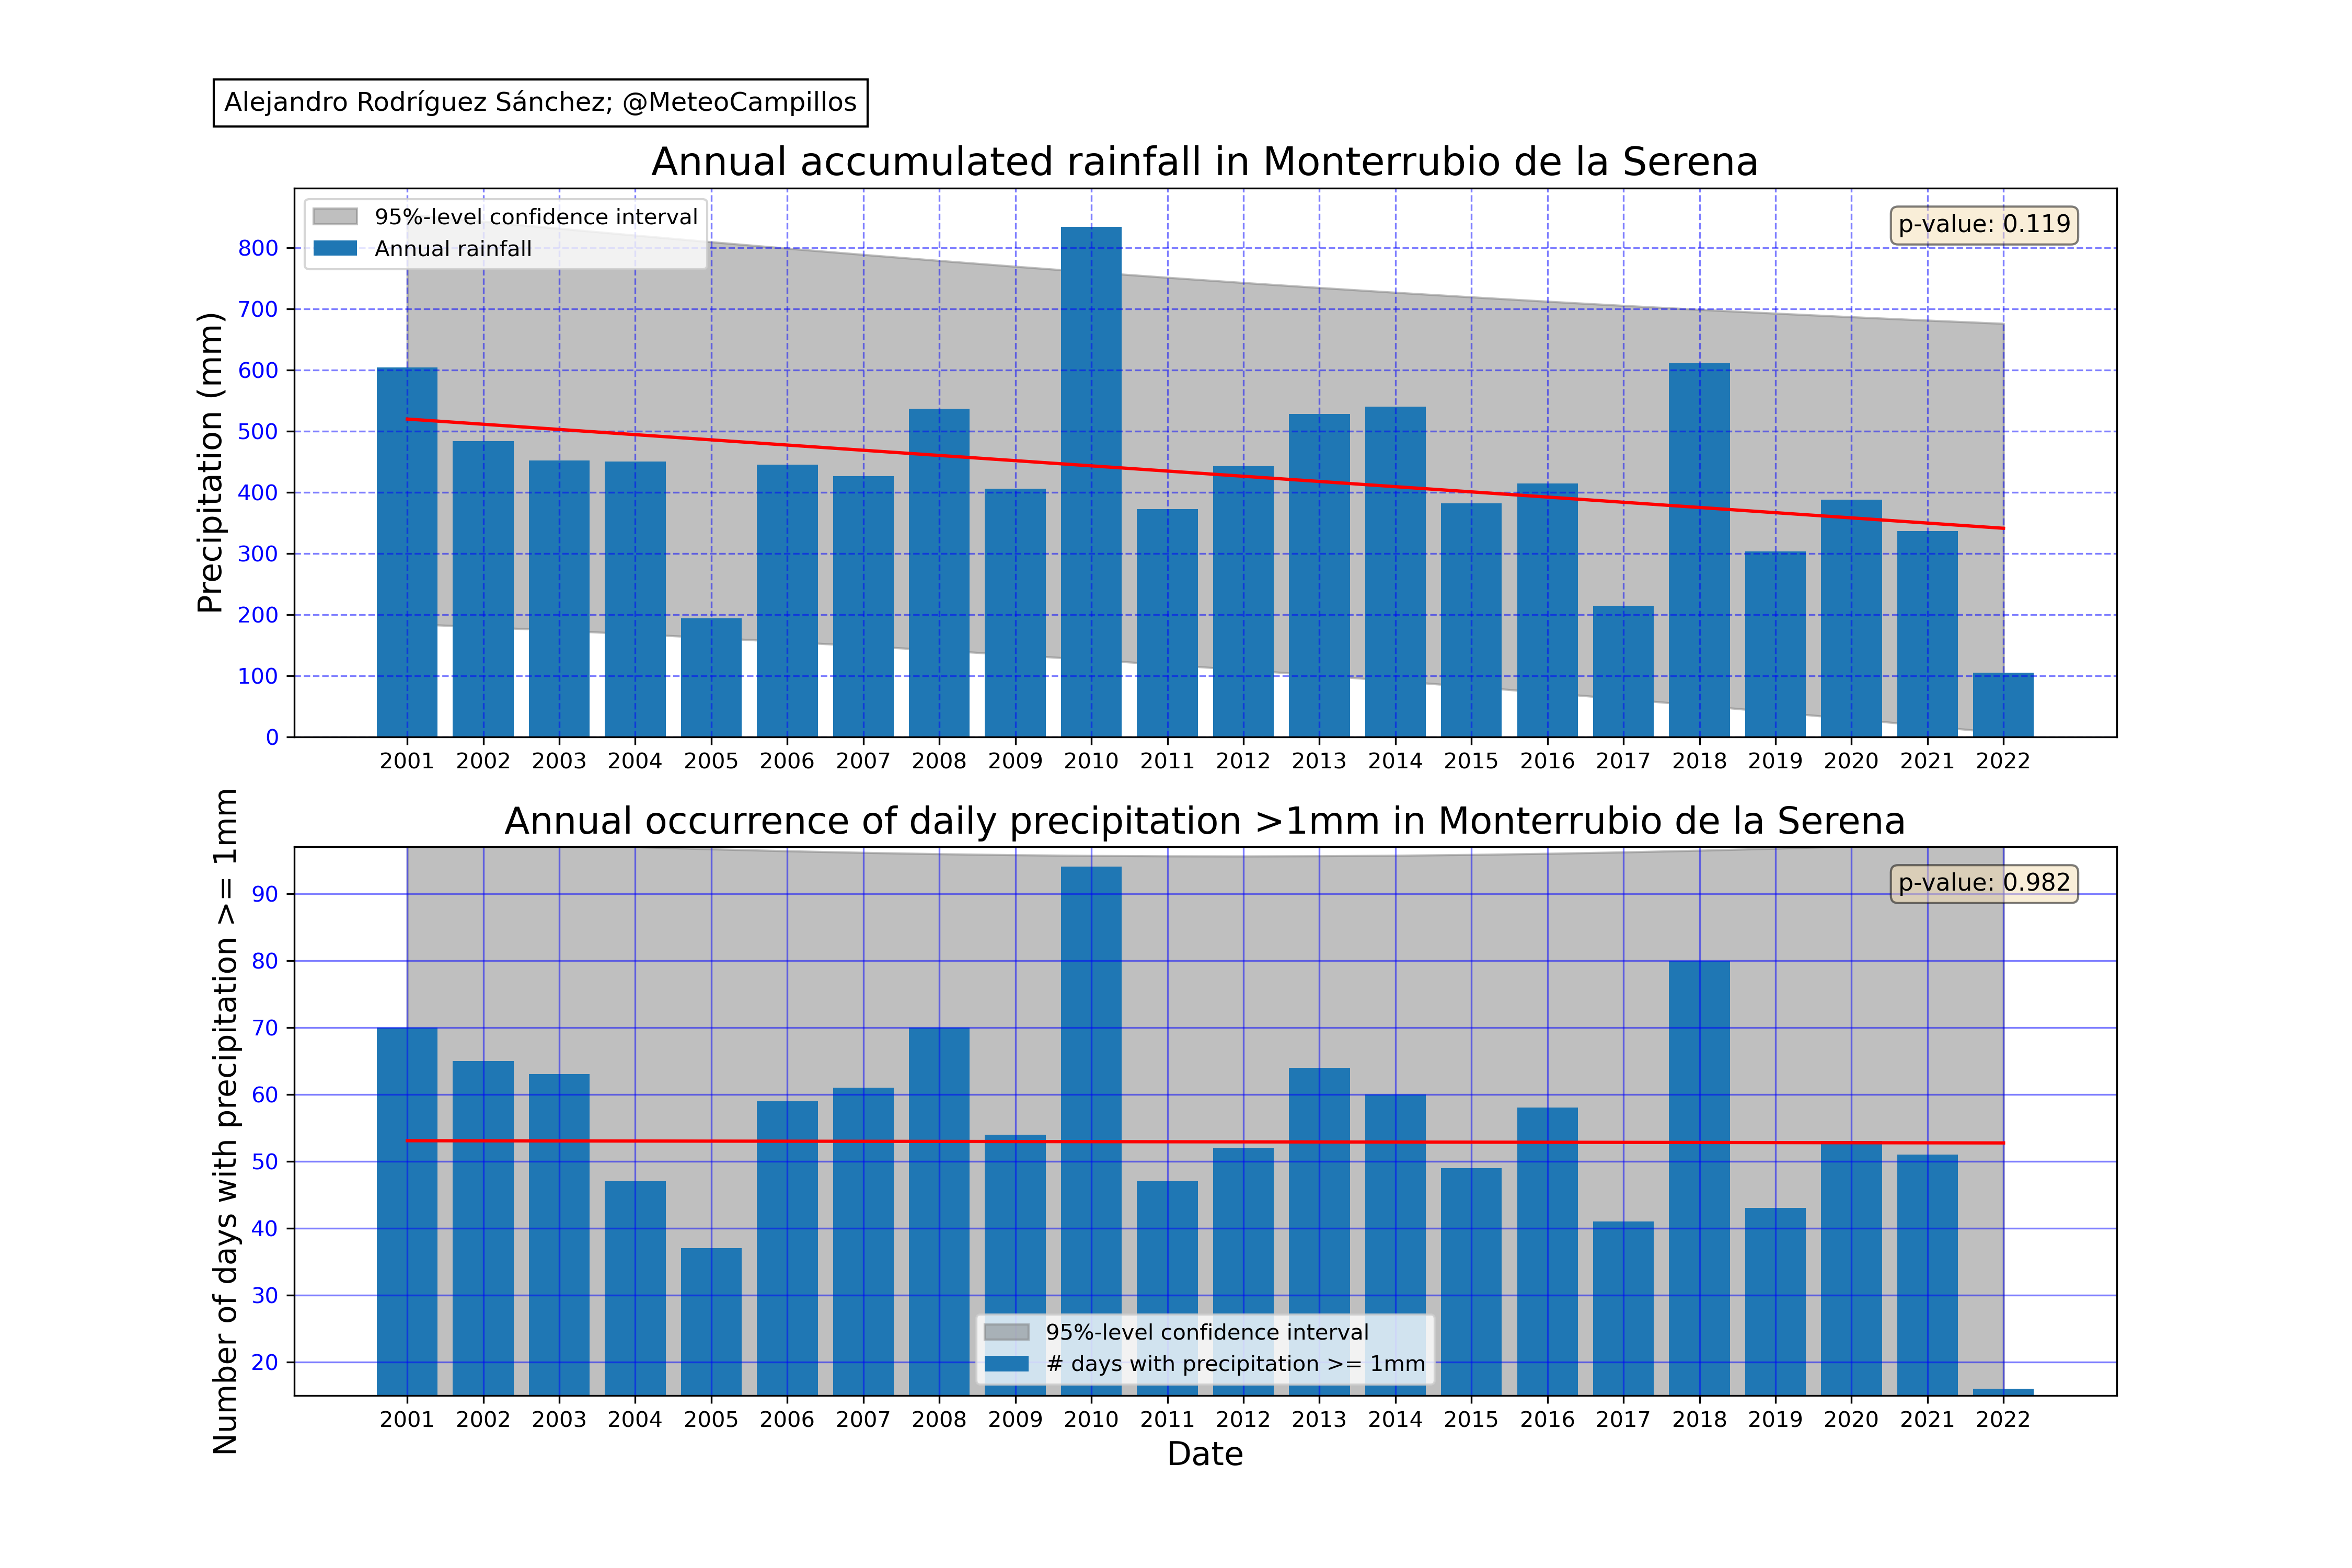 Alejandro Rodríguez Sánchez; @MeteoCampillos
Annual accumulated rainfall in Monterrubio de la Serena
95%-level confidence interval
Annual rainfall
p-value: 0.119
Precipitation (mm)
800
700
600
500
400
300
200
100
0
2001 2002 2003 2004 2005 2006 2007 2008 2009 2010 2011 2012 2013 2014 2015 2016 2017 2018 2019 2020 2021 2022
Annual occurrence of daily precipitation >1mm in Monterrubio de la Serena
p-value: 0.982
Number of days with precipitation >= 1mm
90
80
70
60
50
40
30
20
95%-level confidence interval
# days with precipitation >= 1mm
2001 2002 2003 2004 2005 2006 2007 2008 2009 2010 2011 2012 2013 2014 2015 2016 2017 2018 2019 2020 2021 2022
Date